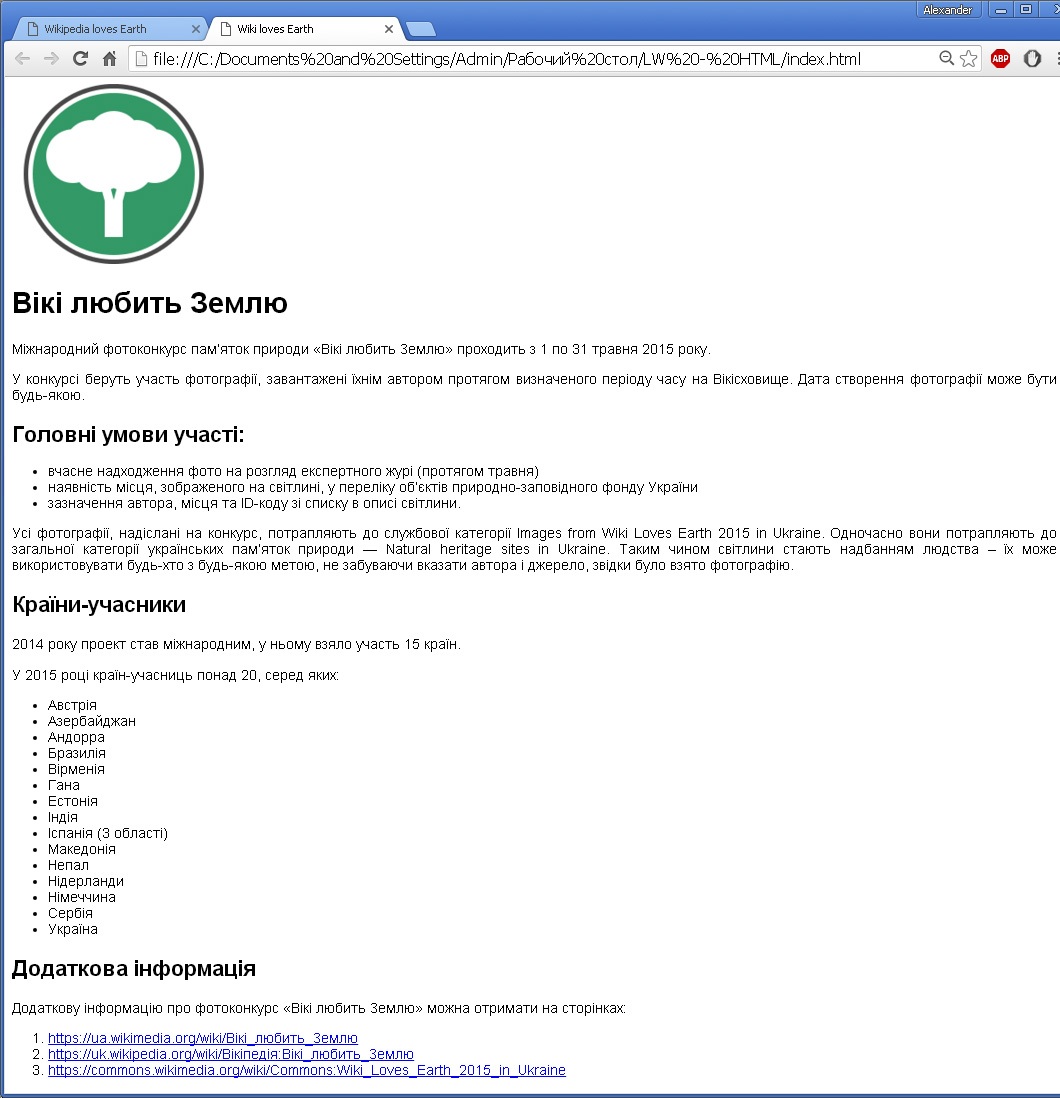 Alexander
Wikipedia loves Earth
Wiki loves Earth
file:///C:/Documents%20and%20Settings/Admin/Рабочий%20стол/LW%20-%20HTML/index.html
ABP
Вікі любить Землю
Міжнародний фотоконкурс пам'яток природи «Вікі любить Землю» проходить з 1 по 31 травня 2015 року.
У конкурсі беруть участь фотографії, завантажені їхнім автором протягом визначеного періоду часу на Вікісховище. Дата створення фотографії може бути
будь-якою.
Головні умови участі:
• вчасне надходження фото на розгляд експертного журі (протягом травня)
• наявність місця, зображеного на світлині, у переліку об'єктів природно-заповідного фонду України
• зазначення автора, місця та ID-коду зі списку в описі світлини.
Усі фотографії, надіслані на конкурс, потрапляють до службової категорії Images from Wiki Loves Earth 2015 in Ukraine. Одночасно вони потрапляють до
загальної категорії українських пам'яток природи — Natural heritage sites in Ukraine. Таким чином світлини стають надбанням людства – їх може
використовувати будь-хто з будь-якою метою, не забуваючи вказати автора і джерело, звідки було взято фотографію.
Країни-учасники
2014 року проект став міжнародним, у ньому взяло участь 15 країн.
У 2015 році країн-учасниць понад 20, серед яких:
• Австрія
• Азербайджан
• Андорра
• Бразилія
• Вірменія
• Гана
• Естонія
• Індія
• Іспанія (3 області)
• Македонія
• Непал
• Нідерланди
• Німеччина
• Сербія
• Україна
Додаткова інформація
Додаткову інформацію про фотоконкурс «Вікі любить Землю» можна отримати на сторінках:
1. https://ua.wikimedia.org/wiki/Вікі_любить_Землю
2. https://uk.wikipedia.org/wiki/Вікіпедія:Вікі_любить_Землю
3. https://commons.wikimedia.org/wiki/Commons:Wiki_Loves_Earth_2015_in_Ukraine